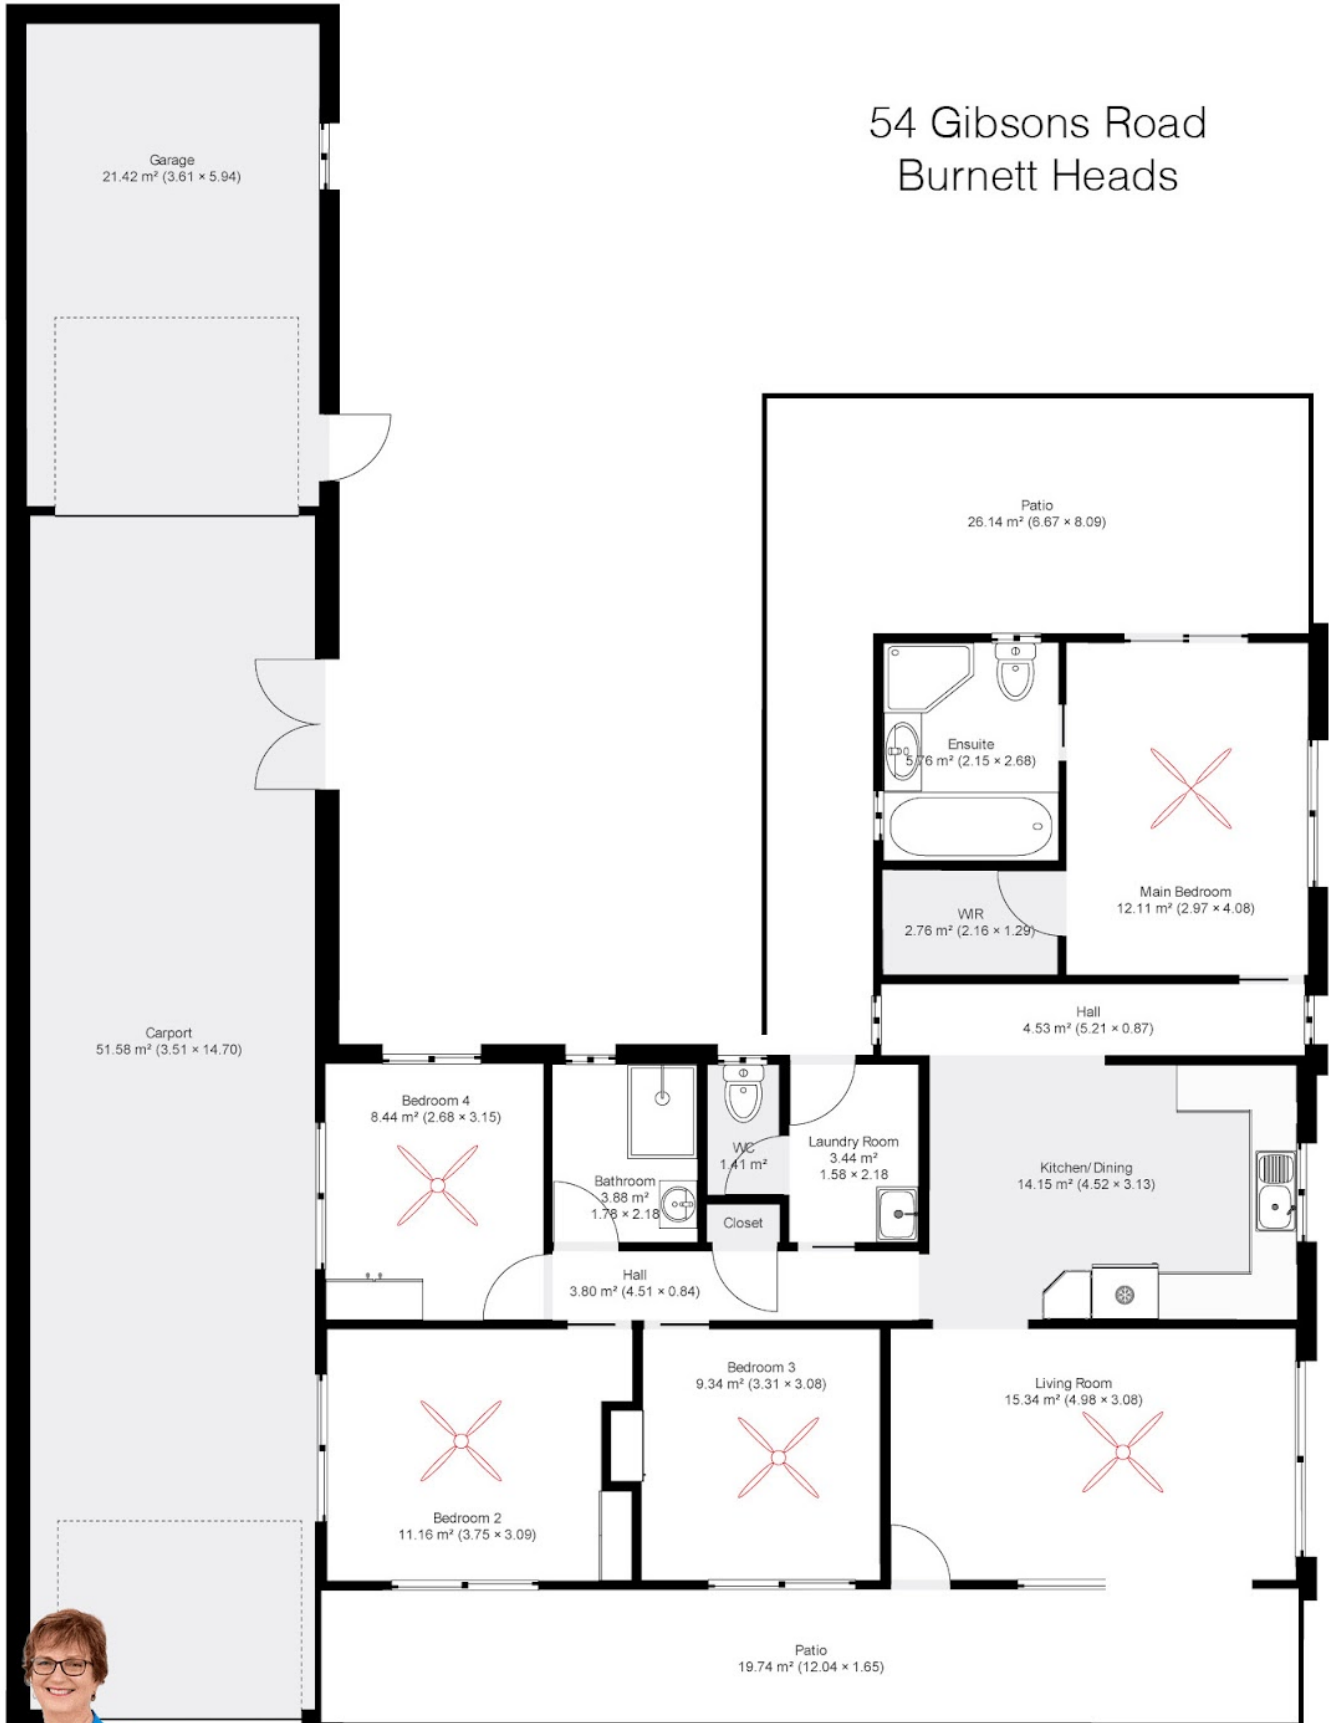 54 Gibsons Road
Burnett Heads
Garage
21.42 m² (3.61 × 5.94)
Patio
26.14 m² (6.67 × 8.09)
Ensuite
5.76 m² (2.15 × 2.68)
Main Bedroom
12.11 m² (2.97 × 4.08)
WIR
2.76 m² (2.16 × 1.29)
Hall
4.53 m² (5.21 × 0.87)
Carport
51.58 m² (3.51 × 14.70)
Bedroom 4
8.44 m² (2.68 × 3.15)
Bathroom
3.88 m²
1.78 × 2.18
WC
1.41 m²
Laundry Room
3.44 m²
1.58 × 2.18
Closet
Kitchen/Dining
14.15 m² (4.52 × 3.13)
Hall
3.80 m² (4.51 × 0.84)
Bedroom 3
9.34 m² (3.31 × 3.08)
Living Room
15.34 m² (4.98 × 3.08)
Bedroom 2
11.16 m² (3.75 × 3.09)
Patio
19.74 m² (12.04 × 1.65)